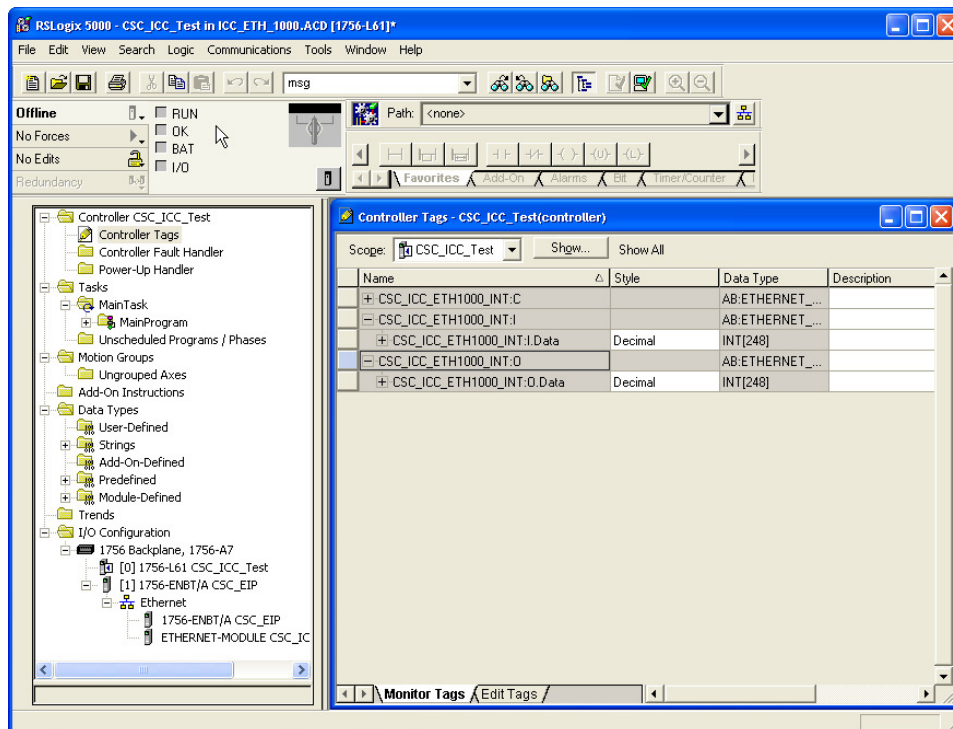 RSLogix 5000 - CSC_ICC_Test in ICC_ETH_1000.ACD [1756-L61]*
File Edit View Search Logic Communications Tools Window Help
msg
Offline
RUN
No Forces
OK
No Edits
BAT
Redundancy
I/O
Path: <none>
Favorites Add-On Alarms Bit Timer/Counter
Controller CSC_ICC_Test
Controller Tags
Controller Fault Handler
Power-Up Handler
Tasks
MainTask
MainProgram
Unscheduled Programs / Phases
Motion Groups
Ungrouped Axes
Add-On Instructions
Data Types
User-Defined
Strings
Add-On-Defined
Predefined
Module-Defined
Trends
I/O Configuration
1756 Backplane, 1756-A7
[0] 1756-L61 CSC_ICC_Test
[1] 1756-ENBT/A CSC_EIP
Ethernet
1756-ENBT/A CSC_EIP
ETHERNET-MODULE CSC_IC
Controller Tags - CSC_ICC_Test(controller)
Scope: CSC_ICC_Test Show... Show All
Name Style Data Type Description
CSC_ICC_ETH1000_INT:C AB:ETHERNET_...
CSC_ICC_ETH1000_INT:I AB:ETHERNET_...
CSC_ICC_ETH1000_INT:I.Data Decimal INT[248]
CSC_ICC_ETH1000_INT:O AB:ETHERNET_...
CSC_ICC_ETH1000_INT:O.Data Decimal INT[248]
Monitor Tags Edit Tags